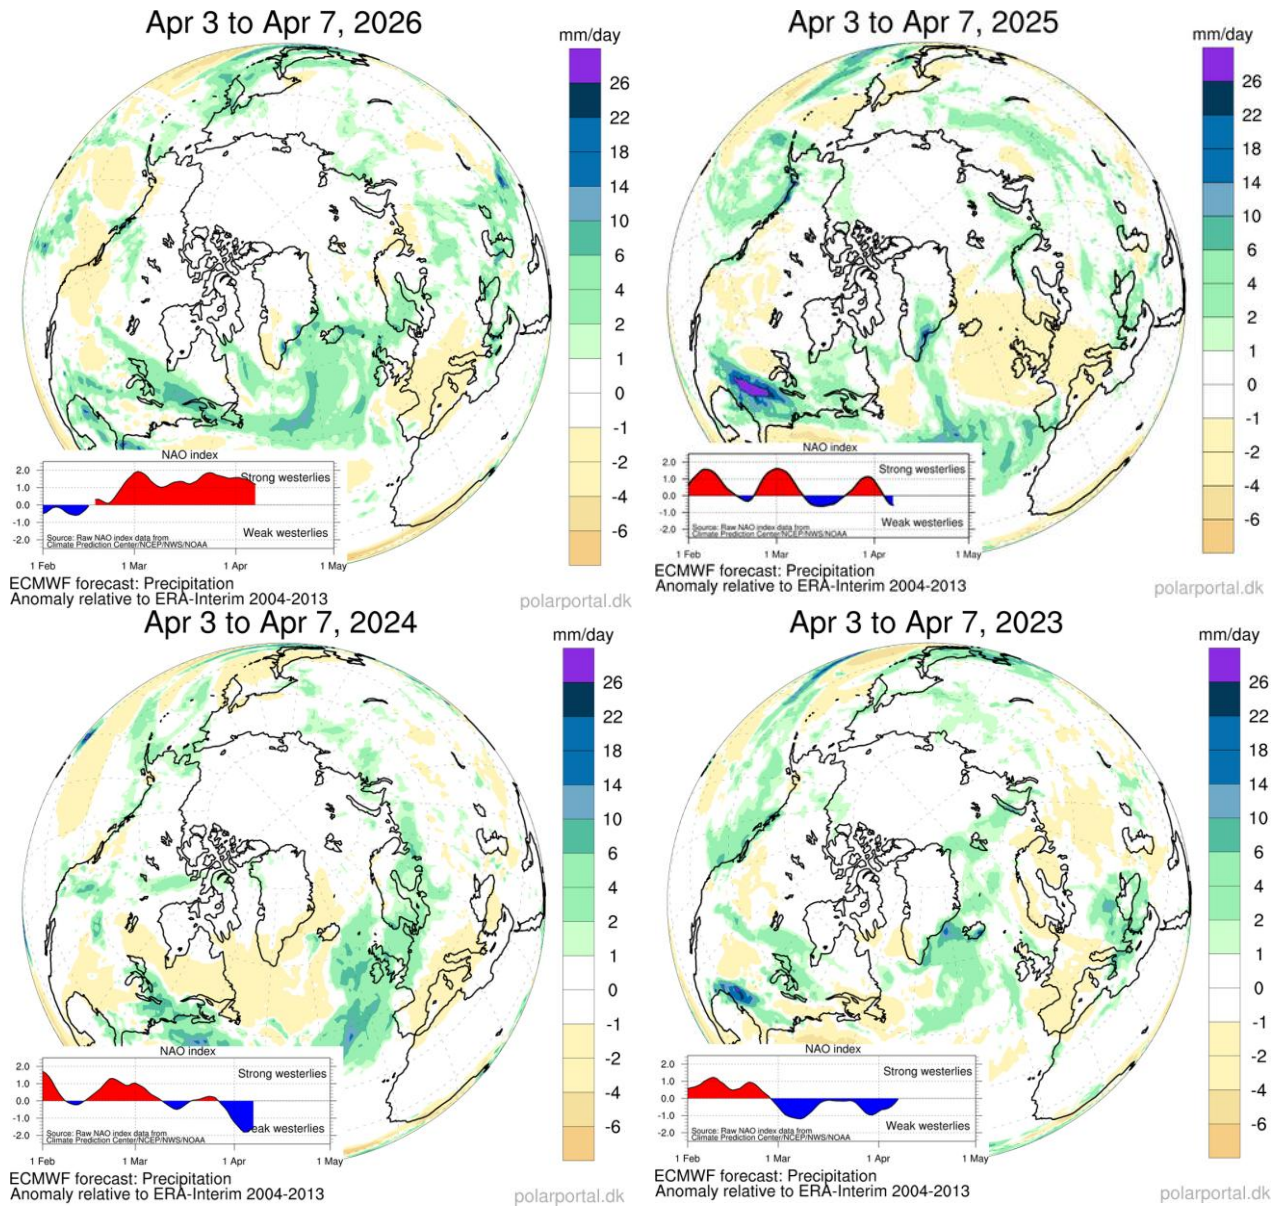 Apr 3 to Apr 7, 2026
mm/day
26
22
18
14
10
6
4
2
1
0
-1
-2
-4
-6
NAO index
2.0
1.0
0.0
-1.0
-2.0
Strong westerlies
Weak westerlies
Source: Raw NAO index data from
Climate Prediction Center/NCEP/NWS/NOAA
1 Feb
1 Mar
1 Apr
1 May
ECMWF forecast: Precipitation
Anomaly relative to ERA-Interim 2004-2013
polarportal.dk
Apr 3 to Apr 7, 2025
mm/day
26
22
18
14
10
6
4
2
1
0
-1
-2
-4
-6
NAO index
2.0
1.0
0.0
-1.0
-2.0
Strong westerlies
Weak westerlies
Source: Raw NAO index data from
Climate Prediction Center/NCEP/NWS/NOAA
1 Feb
1 Mar
1 Apr
1 May
ECMWF forecast: Precipitation
Anomaly relative to ERA-Interim 2004-2013
polarportal.dk
Apr 3 to Apr 7, 2024
mm/day
26
22
18
14
10
6
4
2
1
0
-1
-2
-4
-6
NAO index
2.0
1.0
0.0
-1.0
-2.0
Strong westerlies
eak westerlies
Source: Raw NAO index data from
Climate Prediction Center/NCEP/NWS/NOAA
1 Feb
1 Mar
1 Apr
1 May
ECMWF forecast: Precipitation
Anomaly relative to ERA-Interim 2004-2013
polarportal.dk
Apr 3 to Apr 7, 2023
mm/day
26
22
18
14
10
6
4
2
1
0
-1
-2
-4
-6
NAO index
2.0
1.0
0.0
-1.0
-2.0
Strong westerlies
Weak westerlies
Source: Raw NAO index data from
Climate Prediction Center/NCEP/NWS/NOAA
1 Feb
1 Mar
1 Apr
1 May
ECMWF forecast: Precipitation
Anomaly relative to ERA-Interim 2004-2013
polarportal.dk